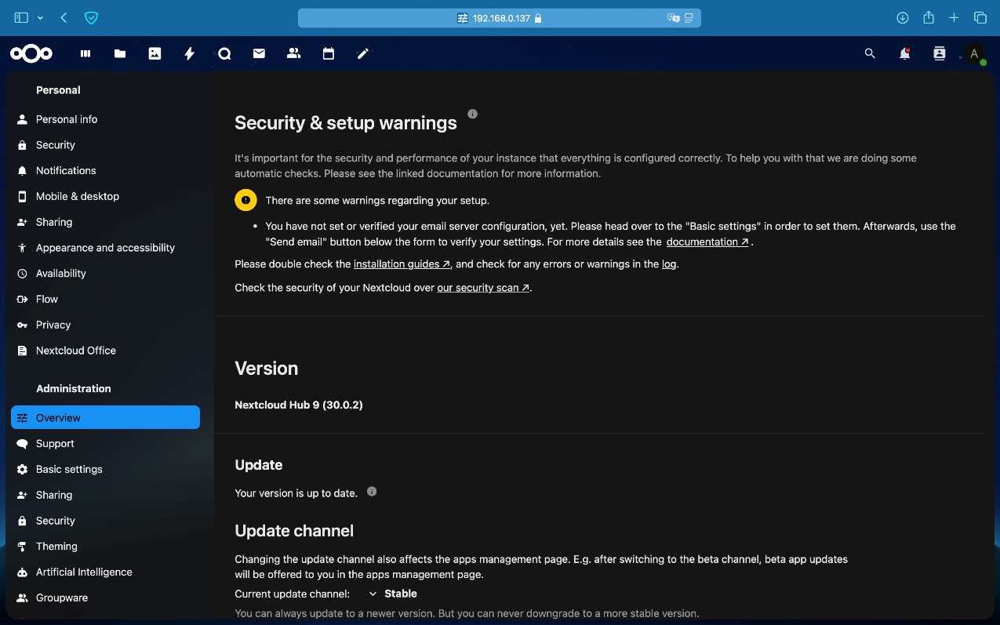 192.168.0.137
A
Personal
Personal info
Security
Notifications
Mobile & desktop
Sharing
Appearance and accessibility
Availability
Flow
Privacy
Nextcloud Office
Administration
Overview
Support
Basic settings
Sharing
Security
Theming
Artificial Intelligence
Groupware
Security & setup warnings
It's important for the security and performance of your instance that everything is configured correctly. To help you with that we are doing some
automatic checks. Please see the linked documentation for more information.
There are some warnings regarding your setup.
• You have not set or verified your email server configuration, yet. Please head over to the "Basic settings" in order to set them. Afterwards, use the
"Send email" button below the form to verify your settings. For more details see the documentation ↗.
Please double check the installation guides ↗, and check for any errors or warnings in the log.
Check the security of your Nextcloud over our security scan ↗.
Version
Nextcloud Hub 9 (30.0.2)
Update
Your version is up to date.
Update channel
Changing the update channel also affects the apps management page. E.g. after switching to the beta channel, beta app updates
will be offered to you in the apps management page.
Current update channel: Stable
You can always update to a newer version. But you can never downgrade to a more stable version.